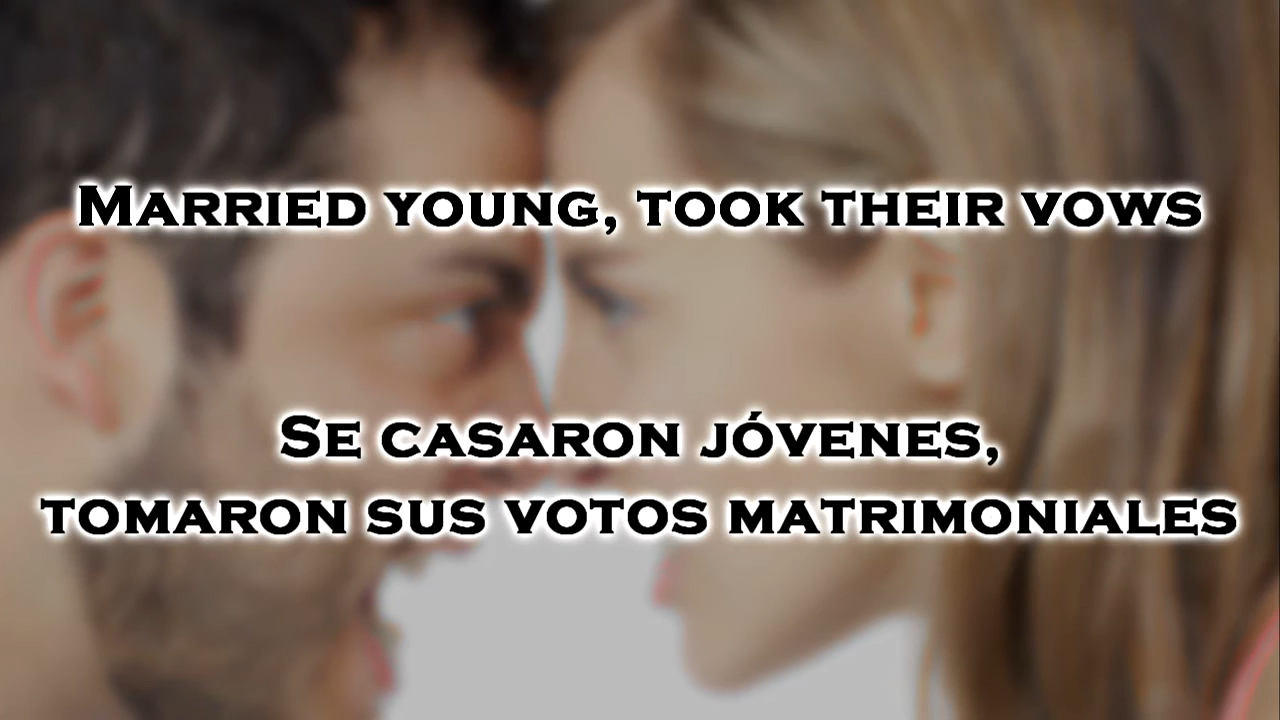 Married young, took their vows
Se casaron jóvenes,
tomaron sus votos matrimoniales